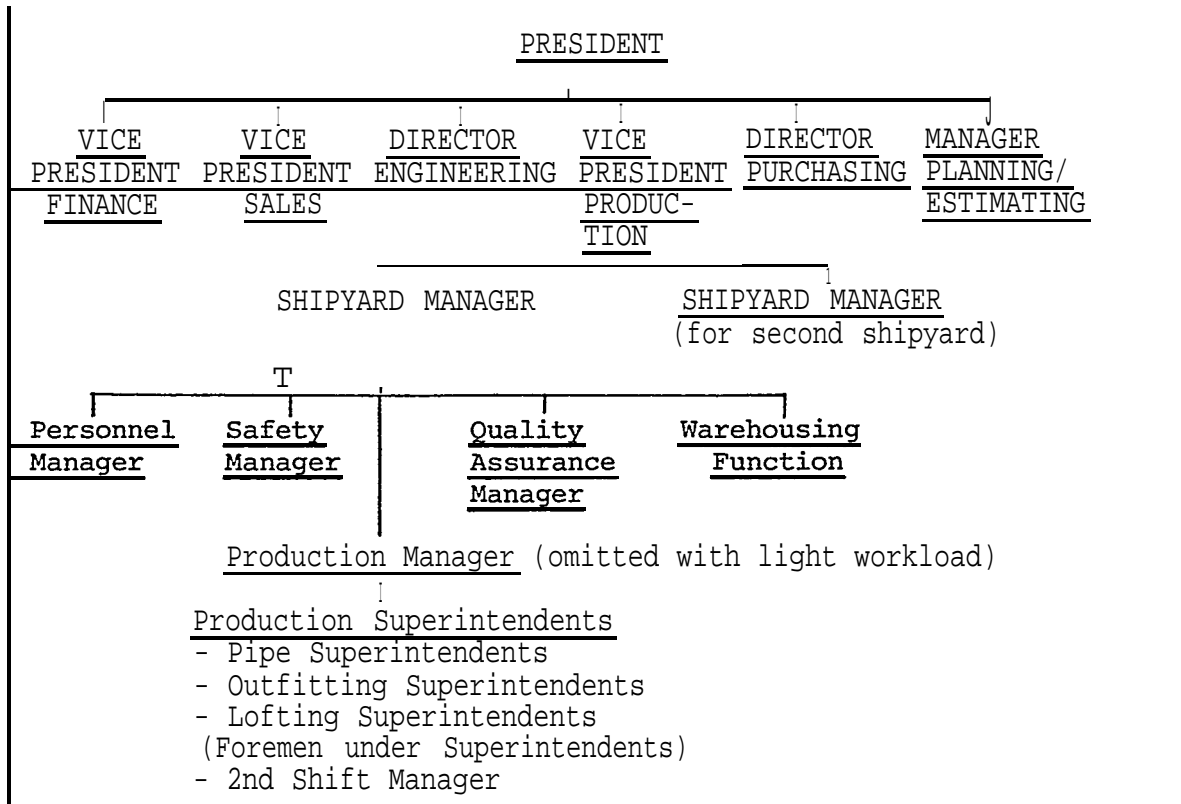 PRESIDENT
VICE PRESIDENT FINANCE
VICE PRESIDENT SALES
DIRECTOR ENGINEERING
VICE PRESIDENT PRODUC-TION
DIRECTOR PURCHASING
MANAGER PLANNING/ ESTIMATING
SHIPYARD MANAGER
SHIPYARD MANAGER
(for second shipyard)
T
Personnel Manager
Safety Manager
Quality Assurance Manager
Warehousing Function
Production Manager (omitted with light workload)
Production Superintendents
- Pipe Superintendents
- Outfitting Superintendents
- Lofting Superintendents
(Foremen under Superintendents)
- 2nd Shift Manager